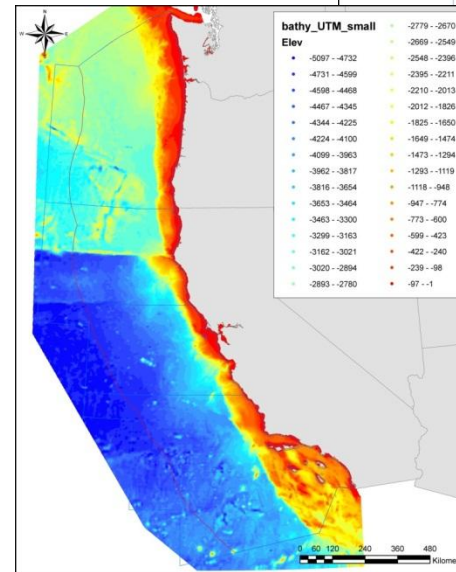 N
W E
S
bathy_UTM_small
Elev
-5097 - -4732
-4731 - -4599
-4598 - -4468
-4467 - -4345
-4344 - -4225
-4224 - -4100
-4099 - -3963
-3962 - -3817
-3816 - -3654
-3653 - -3464
-3463 - -3300
-3299 - -3163
-3162 - -3021
-3020 - -2894
-2893 - -2780
-2779 - -2670
-2669 - -2549
-2548 - -2396
-2395 - -2211
-2210 - -2013
-2012 - -1826
-1825 - -1650
-1649 - -1474
-1473 - -1294
-1293 - -1119
-1118 - -948
-947 - -774
-773 - -600
-599 - -423
-422 - -240
-239 - -98
-97 - -1
0 60 120 240 360 480
Kilome